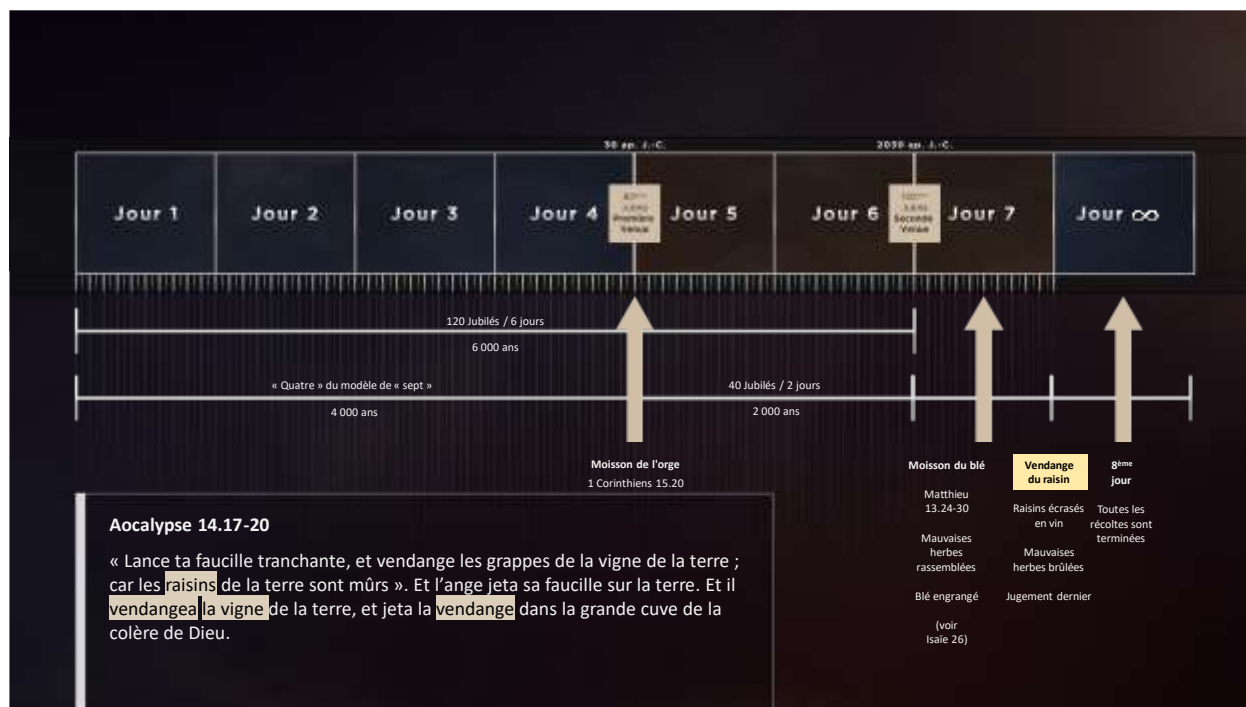 30 ap. J.-C.
2030 ap. J.-C.
Jour 1
Jour 2
Jour 3
Jour 4
Première
Venue
Jour 5
Jour 6
Seconde
Venue
Jour 7
Jour ∞
120 Jubilés / 6 jours
6 000 ans
« Quatre » du modèle de « sept »
4 000 ans
40 Jubilés / 2 jours
2 000 ans
Moisson de l'orge
1 Corinthiens 15.20
Moisson du blé
Matthieu
13.24-30
Mauvaises
herbes
rassemblées
Blé engrangé
(voir
Isaïe 26)
Vendange
du raisin
Raisins écrasés
en vin
Mauvaises
herbes brûlées
Jugement dernier
8ème
jour
Toutes les
récoltes sont
terminées
Aocalypse 14.17-20
« Lance ta faucille tranchante, et vendange les grappes de la vigne de la terre ;
car les raisins de la terre sont mûrs ». Et l'ange jeta sa faucille sur la terre. Et il
vendangea la vigne de la terre, et jeta la vendange dans la grande cuve de la
colère de Dieu.